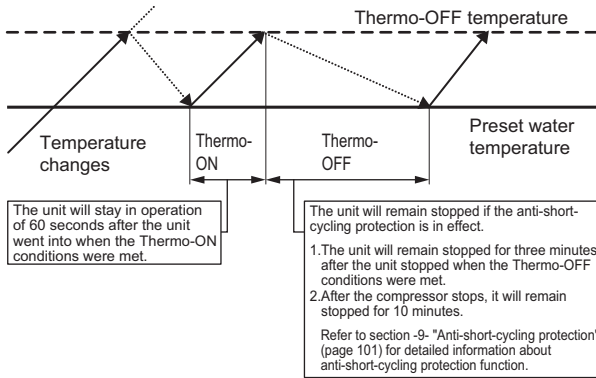 Thermo-OFF temperature
Temperature
changes
Thermo-
ON
Thermo-
OFF
Preset water
temperature
The unit will stay in operation
of 60 seconds after the unit
went into when the Thermo-ON
conditions were met.
The unit will remain stopped if the anti-short-
cycling protection is in effect.
1.The unit will remain stopped for three minutes
after the unit stopped when the Thermo-OFF
conditions were met.
2.After the compressor stops, it will remain
stopped for 10 minutes.
Refer to section -9- "Anti-short-cycling protection"
(page 101) for detailed information about
anti-short-cycling protection function.